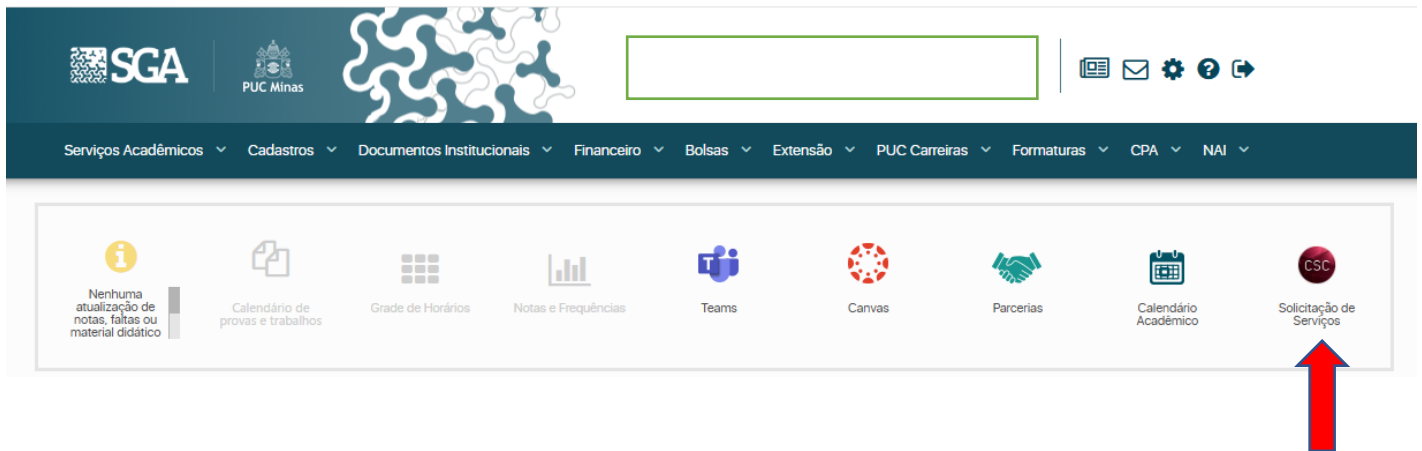 SGA
PUC Minas
Serviços Acadêmicos Cadastros Documentos Institucionais Financeiro Bolsas Extensão PUC Carreiras Formaturas CPA NAI
Nenhuma
atualização de
notas, faltas ou
material didático
Calendário de
provas e trabalhos
Grade de Horários
Notas e Frequências
Teams
Canvas
Parcerias
Calendário
Acadêmico
CSC
Solicitação de
Serviços